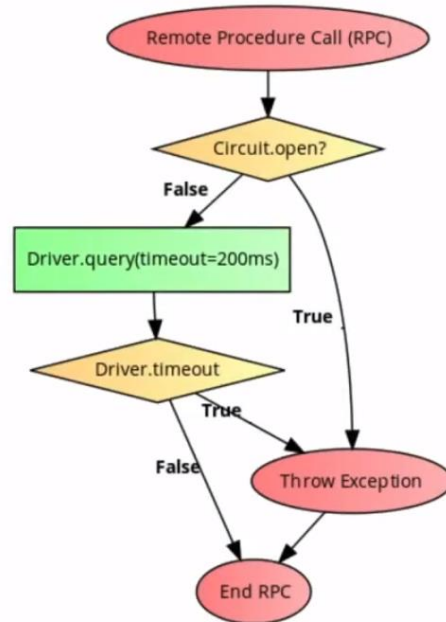 Remote Procedure Call (RPC)
Circuit.open?
False
Driver.query(timeout=200ms)
True
Driver.timeout
True
False
Throw Exception
End RPC